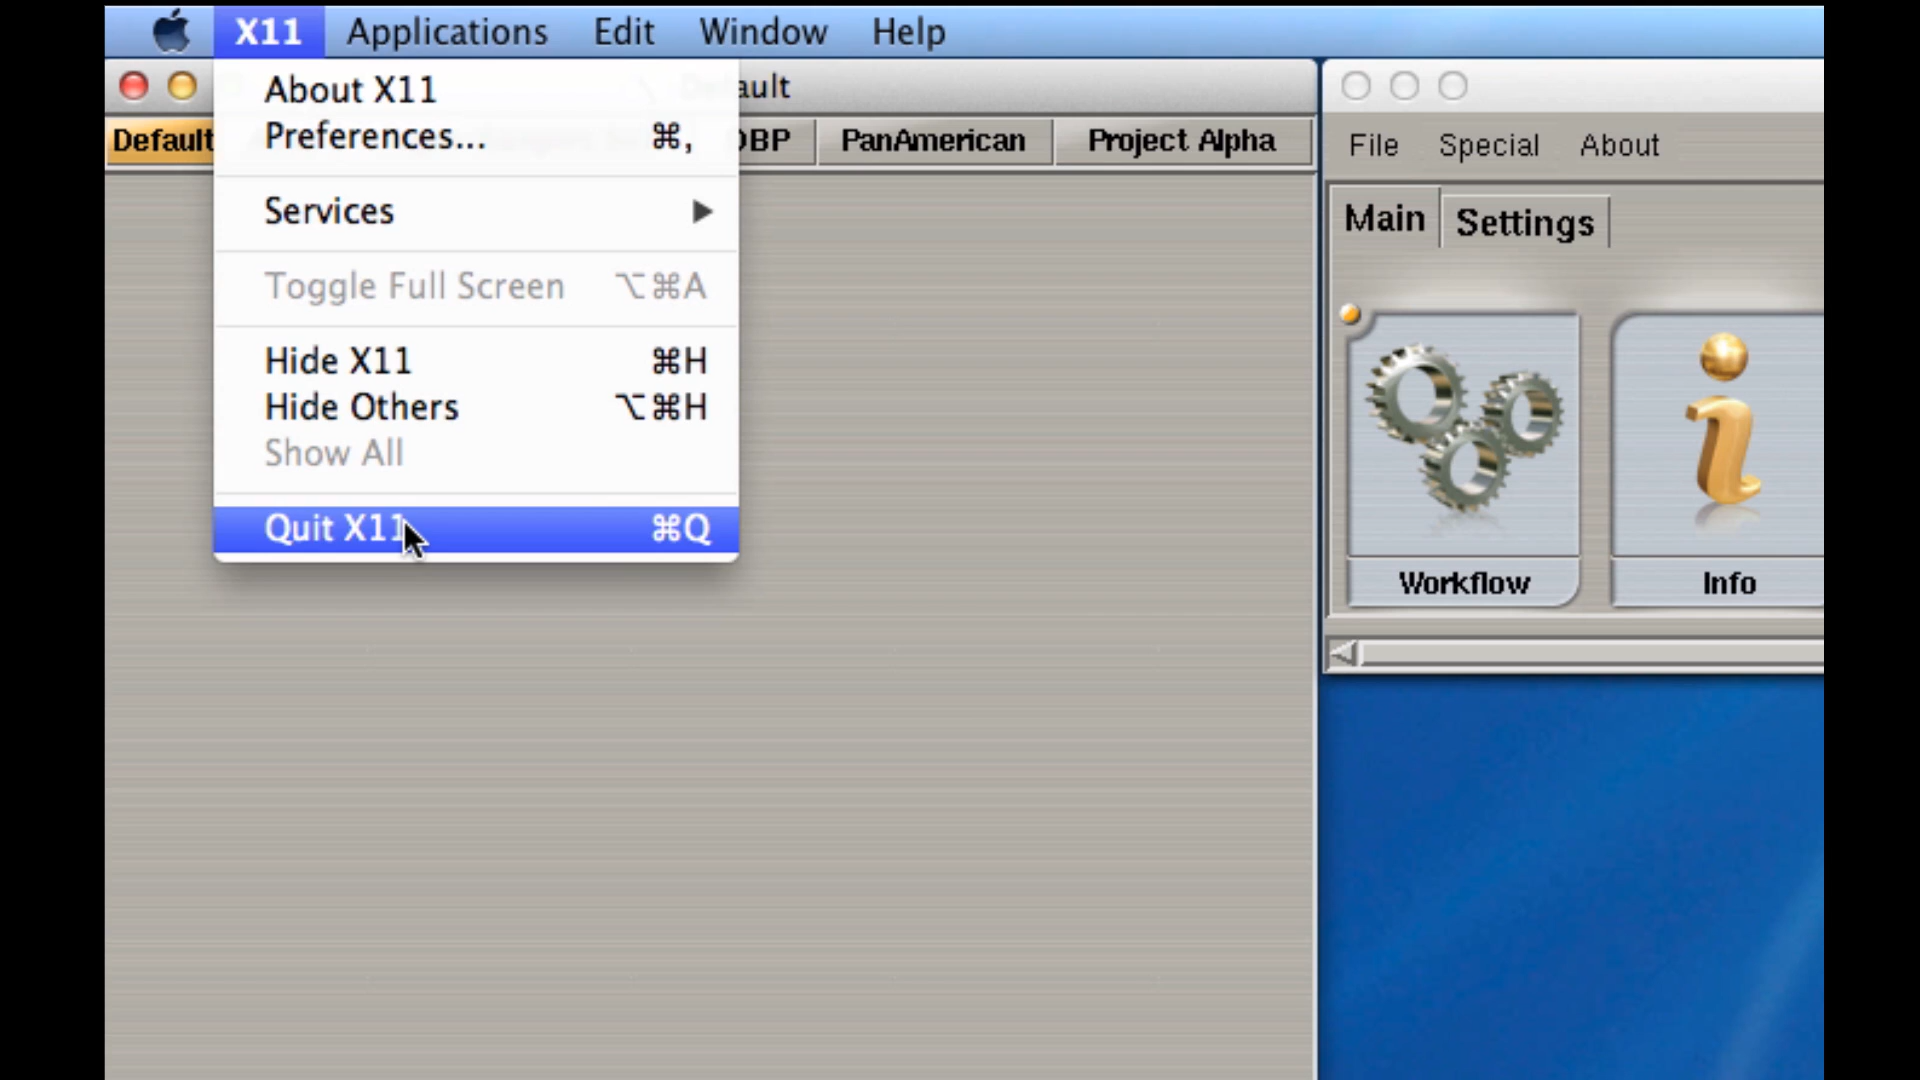 X11 Applications Edit Window Help
About X11
Preferences... ⌘,
Services ▶
Toggle Full Screen ⌥⌘A
Hide X11 ⌘H
Hide Others ⌥⌘H
Show All
Quit X11 ⌘Q
Default PanAmerican Project Alpha
File Special About
Main Settings
Workflow Info